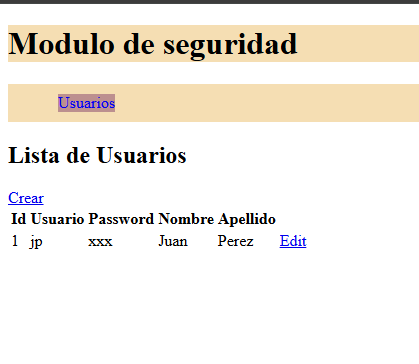 Modulo de seguridad
Usuarios
Lista de Usuarios
Crear
Id Usuario Password Nombre Apellido
1 jp xxx Juan Perez Edit